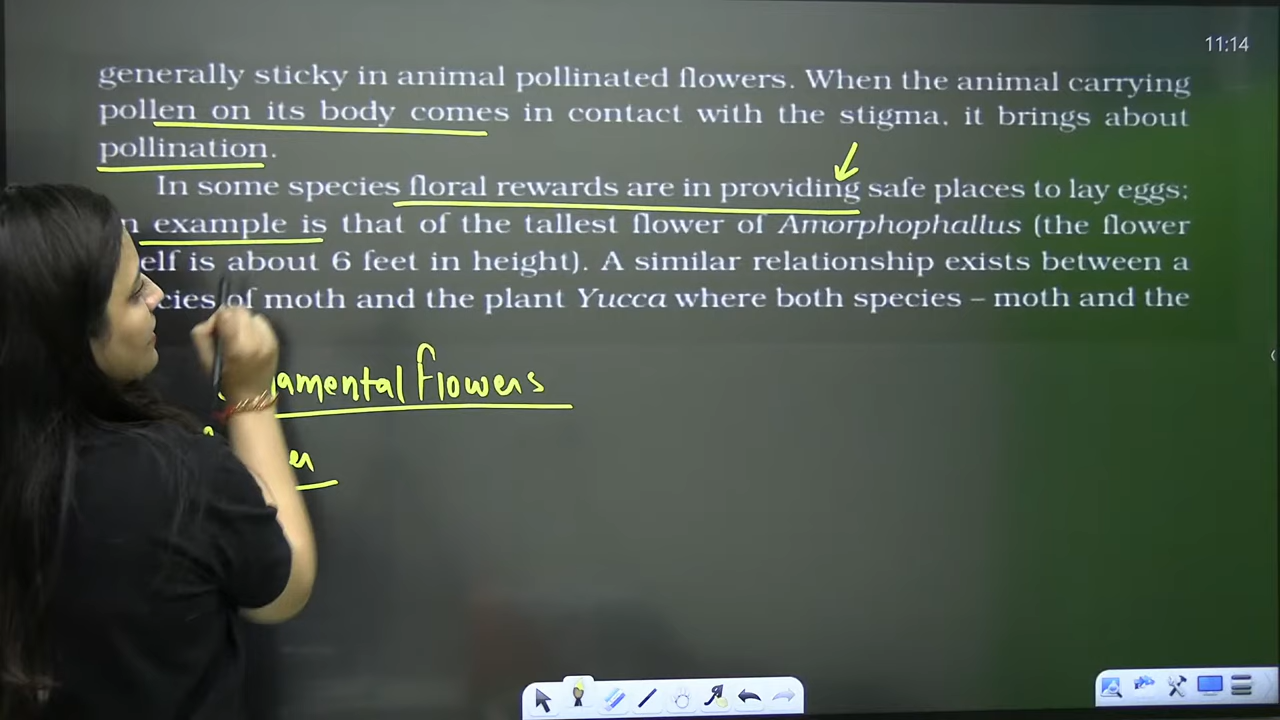 11:14
generally sticky in animal pollinated flowers. When the animal carrying
pollen on its body comes in contact with the stigma, it brings about
pollination.
In some species floral rewards are in providing safe places to lay eggs;
example is that of the tallest flower of Amorphophallus (the flower
is about 6 feet in height). A similar relationship exists between a
of moth and the plant Yucca where both species – moth and the
flowers